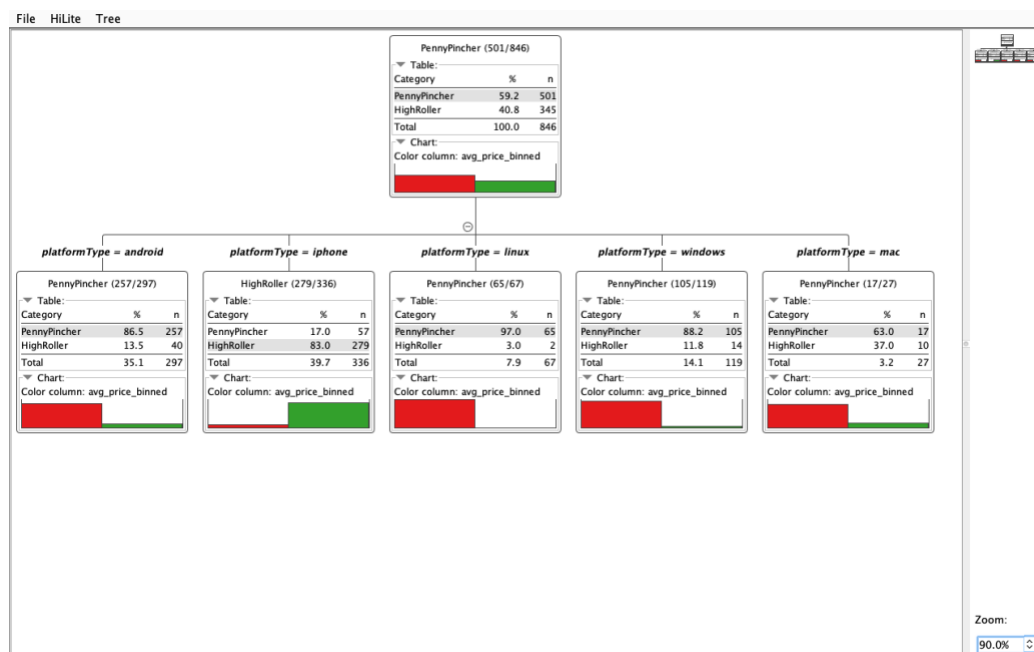 File HiLite Tree
PennyPincher (501/846)
Table:
Category % n
PennyPincher 59.2 501
HighRoller 40.8 345
Total 100.0 846
Chart:
Color column: avg_price_binned
platformType = android
PennyPincher (257/297)
Table:
Category % n
PennyPincher 86.5 257
HighRoller 13.5 40
Total 35.1 297
Chart:
Color column: avg_price_binned
platformType = iphone
HighRoller (279/336)
Table:
Category % n
PennyPincher 17.0 57
HighRoller 83.0 279
Total 39.7 336
Chart:
Color column: avg_price_binned
platformType = linux
PennyPincher (65/67)
Table:
Category % n
PennyPincher 97.0 65
HighRoller 3.0 2
Total 7.9 67
Chart:
Color column: avg_price_binned
platformType = windows
PennyPincher (105/119)
Table:
Category % n
PennyPincher 88.2 105
HighRoller 11.8 14
Total 14.1 119
Chart:
Color column: avg_price_binned
platformType = mac
PennyPincher (17/27)
Table:
Category % n
PennyPincher 63.0 17
HighRoller 37.0 10
Total 3.2 27
Chart:
Color column: avg_price_binned
Zoom:
90.0%